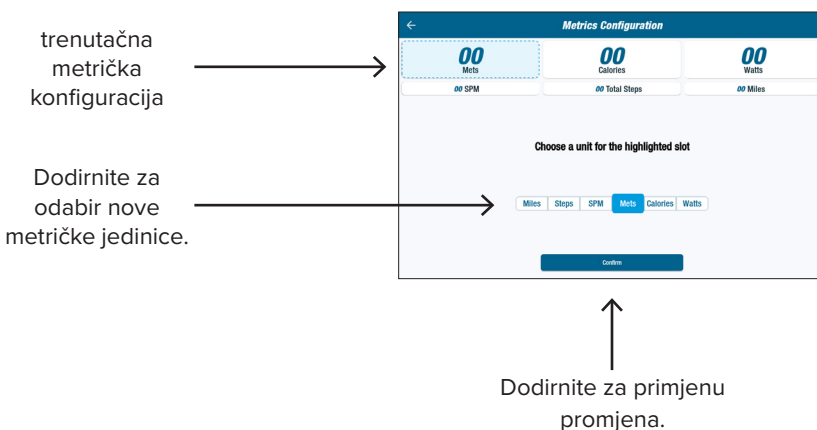 trenutačna
metrička
konfiguracija
Metrics Configuration
00 00 00
Mets Calories Watts
00 SPM 00 Total Steps 00 Miles
Choose a unit for the highlighted slot
Dodirnite za
odabir nove
metričke jedinice.
Miles Steps SPM Mets Calories Watts
Confirm
Dodirnite za primjenu
promjena.